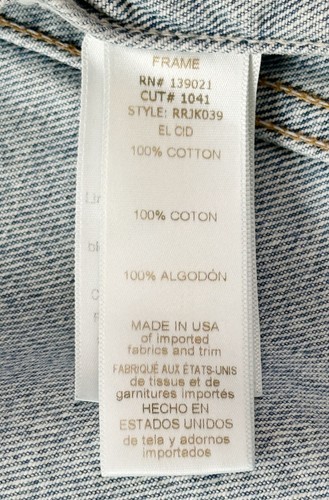 FRAME
RN# 139021
CUT# 1041
STYLE: RRJK039
EL CID
100% COTTON
100% COTON
100% ALGODÓN
MADE IN USA
of imported
fabrics and trim
FABRIQUÉ AUX ÉTATS-UNIS
de tissus et de
garnitures importés
HECHO EN
ESTADOS UNIDOS
de tela y adornos
importados